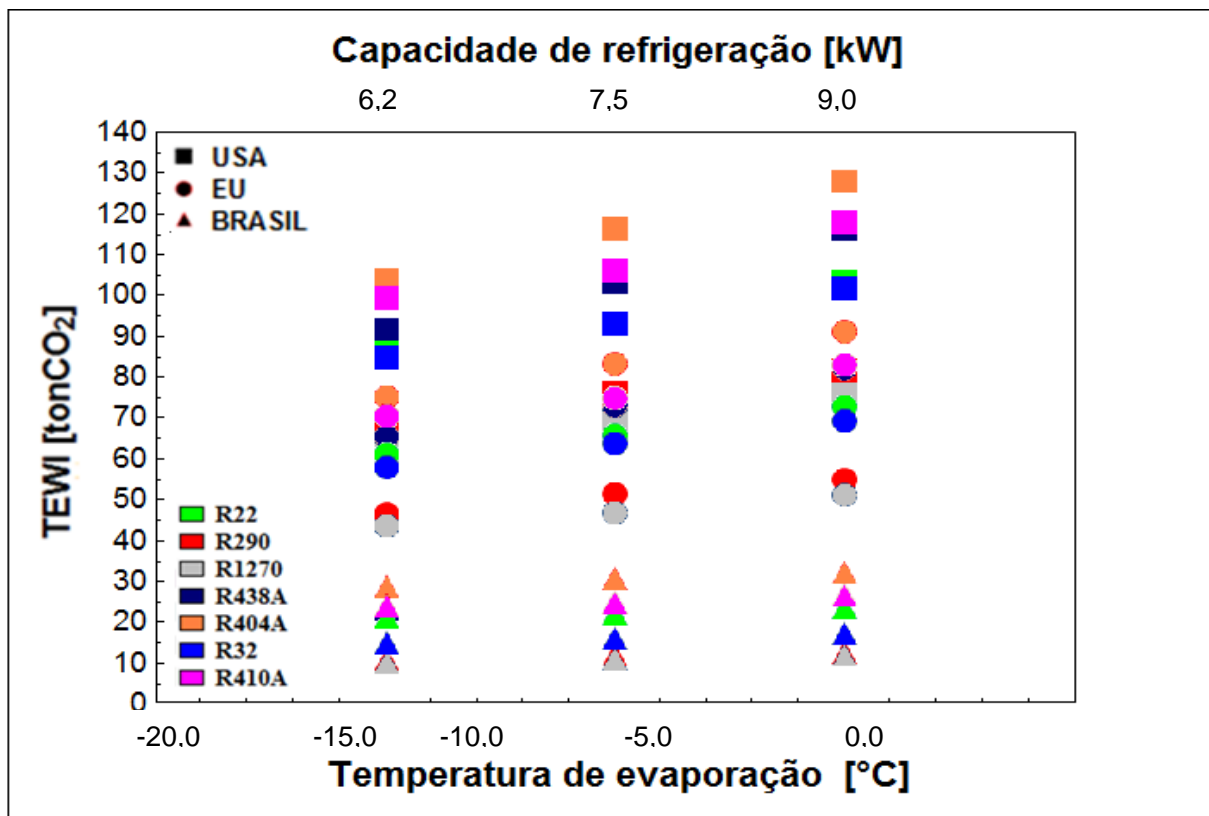 Capacidade de refrigeração [kW]
6,2 7,5 9,0
140
130
120
110
100
90
80
70
60
50
40
30
20
10
0
TEWI [tonCO₂]
USA
EU
BRASIL
R22
R290
R1270
R438A
R404A
R32
R410A
-20,0 -15,0 -10,0 -5,0 0,0
Temperatura de evaporação [°C]